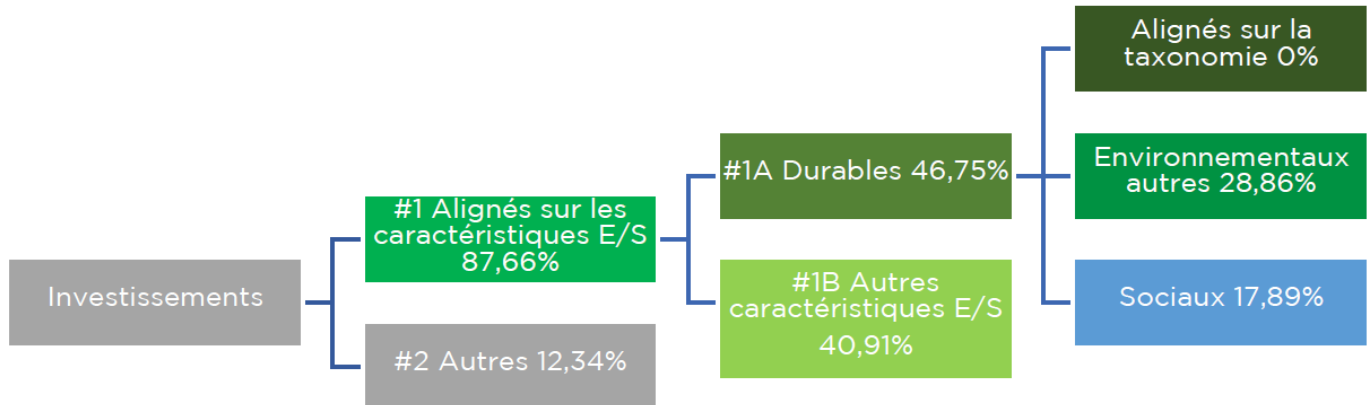 Alignés sur la
taxonomie 0%
#1A Durables 46,75%
Environnementaux
autres 28,86%
#1 Alignés sur les
caractéristiques E/S
87,66%
Investissements
#1B Autres
caractéristiques E/S
40,91%
Sociaux 17,89%
#2 Autres 12,34%